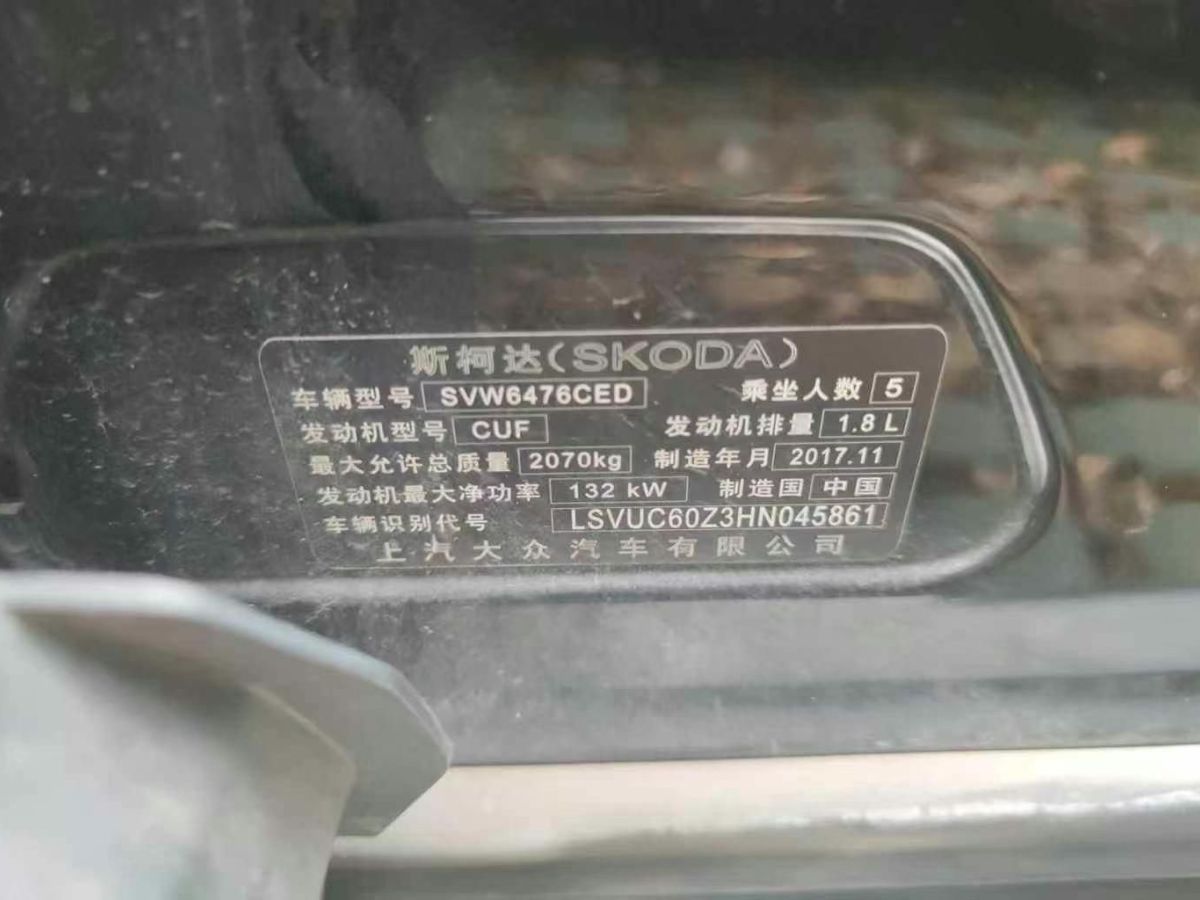 斯柯达(SKODA)
车辆型号 SVW6476CED 乘坐人数 5
发动机型号 CUF 发动机排量 1.8 L
最大允许总质量 2070kg 制造年月 2017.11
发动机最大净功率 132 kW 制造国 中国
车辆识别代号 LSVUC60Z3HN045861
上汽大众汽车有限公司